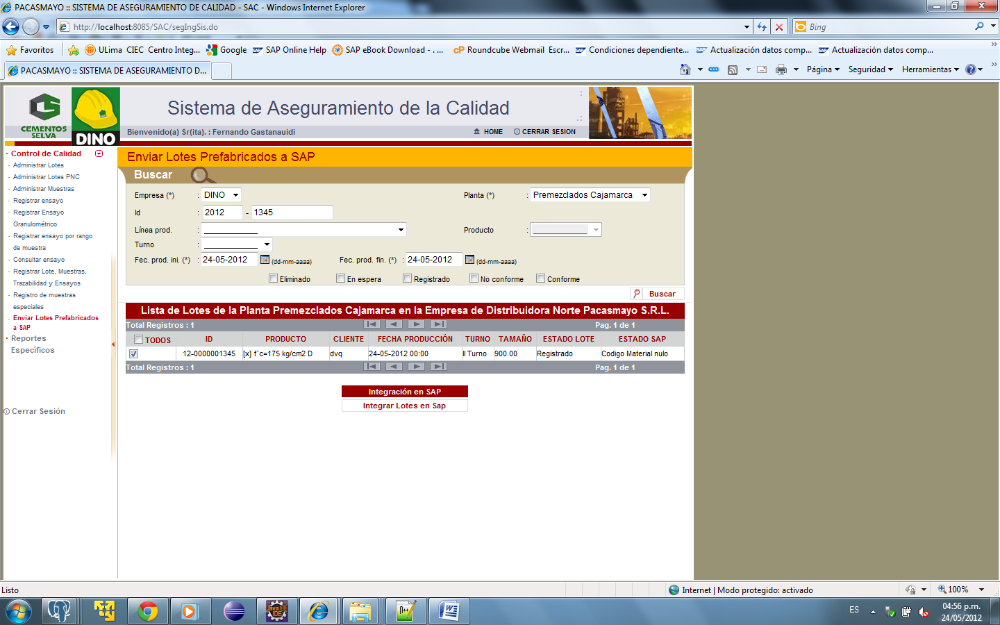 PACASMAYO :: SISTEMA DE ASEGURAMIENTO DE CALIDAD - SAC - Windows Internet Explorer
http://localhost:8085/SAC/segIngSis.do
Bing
Favoritos
ULima CIEC Centro Integ...
Google
SAP Online Help
SAP eBook Download - . ...
Roundcube Webmail Escr...
Condiciones dependiente...
Actualización datos comp...
Actualización datos comp...
PACASMAYO :: SISTEMA DE ASEGURAMIENTO D...
Página
Seguridad
Herramientas
CEMENTOS
SELVA
DINO
Sistema de Aseguramiento de la Calidad
Bienvenido(a) Sr(ita). : Fernando Gastanauidi
HOME
CERRAR SESION
· Control de Calidad
· Administrar Lotes
· Administrar Lotes PNC
· Administrar Muestras
· Registrar ensayo
· Registrar Ensayo
Granulométrico
· Registrar ensayo por rango
de muestra
· Consultar ensayo
· Registrar Lote, Muestras,
Trazabilidad y Ensayos
· Registro de muestras
especiales
· Enviar Lotes Prefabricados
a SAP
· Reportes
Específicos
Cerrar Sesión
Enviar Lotes Prefabricados a SAP
Buscar
Empresa (*) : DINO
Planta (*) : Premezclados Cajamarca
Id : 2012 - 1345
Línea prod. :
Producto :
Turno :
Fec. prod. ini. (*) : 24-05-2012 (dd-mm-aaaa)
Fec. prod. fin. (*) : 24-05-2012 (dd-mm-aaaa)
Eliminado
En espera
Registrado
No conforme
Conforme
Buscar
Lista de Lotes de la Planta Premezclados Cajamarca en la Empresa de Distribuidora Norte Pacasmayo S.R.L.
Total Registros : 1
Pag. 1 de 1
TODOS ID PRODUCTO CLIENTE FECHA PRODUCCIÓN TURNO TAMAÑO ESTADO LOTE ESTADO SAP
12-0000001345 [x] f´c=175 kg/cm2 D dvq 24-05-2012 00:00 II Turno 900.00 Registrado Codigo Material nulo
Total Registros : 1
Pag. 1 de 1
Integración en SAP
Integrar Lotes en Sap
Listo
Internet | Modo protegido: activado
100%
ES
04:56 p.m.
24/05/2012